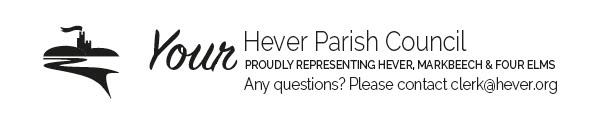 Your Hever Parish Council
PROUDLY REPRESENTING HEVER, MARKBEECH & FOUR ELMS
Any questions? Please contact clerk@hever.org